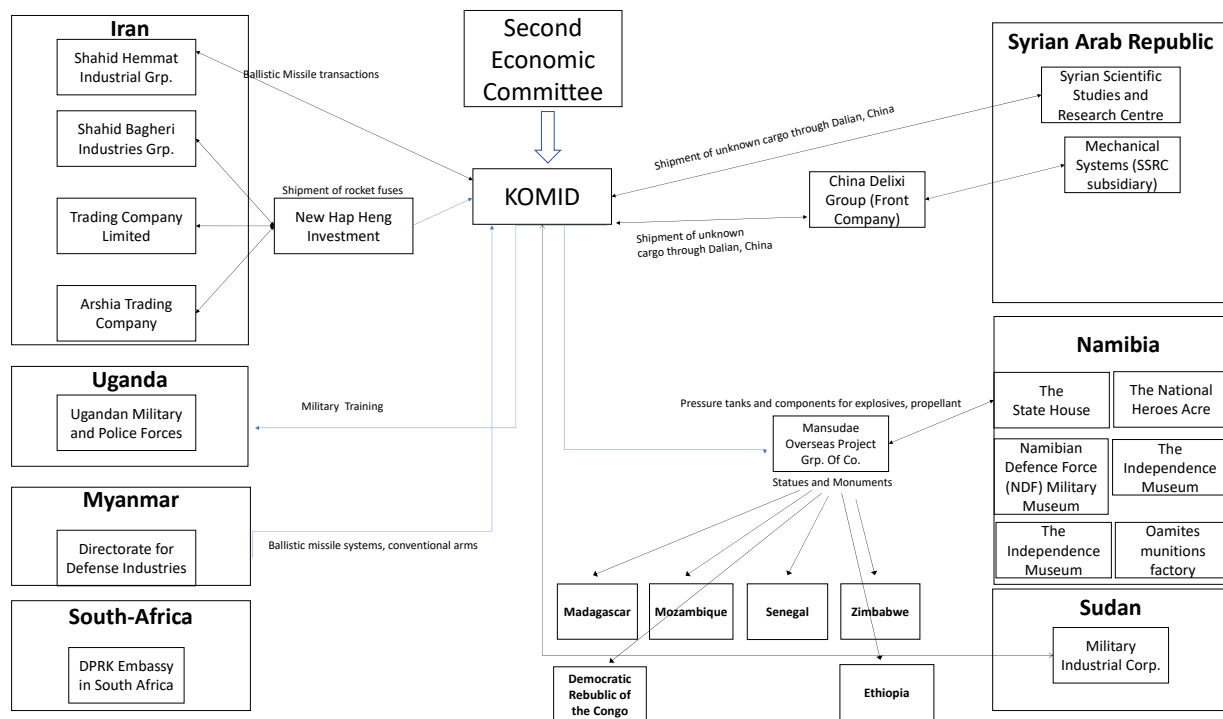 Iran
Shahid Hemmat
Industrial Grp.
Shahid Bagheri
Industries Grp.
Trading Company
Limited
Arshia Trading
Company
Ballistic Missile transactions
Shipment of rocket fuses
New Hap Heng
Investment
Second
Economic
Committee
KOMID
Shipment of unknown cargo through Dalian, China
Shipment of unknown
cargo through Dalian, China
China Delixi
Group (Front
Company)
Syrian Arab Republic
Syrian Scientific
Studies and
Research Centre
Mechanical
Systems (SSRC
subsidiary)
Uganda
Ugandan Military
and Police Forces
Military Training
Myanmar
Directorate for
Defense Industries
Ballistic missile systems, conventional arms
South-Africa
DPRK Embassy
in South Africa
Pressure tanks and components for explosives, propellant
Mansudae
Overseas Project
Grp. Of Co.
Statues and Monuments
Madagascar
Mozambique
Senegal
Zimbabwe
Democratic
Rebublic of
the Congo
Ethiopia
Namibia
The
State House
The National
Heroes Acre
Namibian
Defence Force
(NDF) Military
Museum
The
Independence
Museum
The
Independence
Museum
Oamites
munitions
factory
Sudan
Military
Industrial Corp.